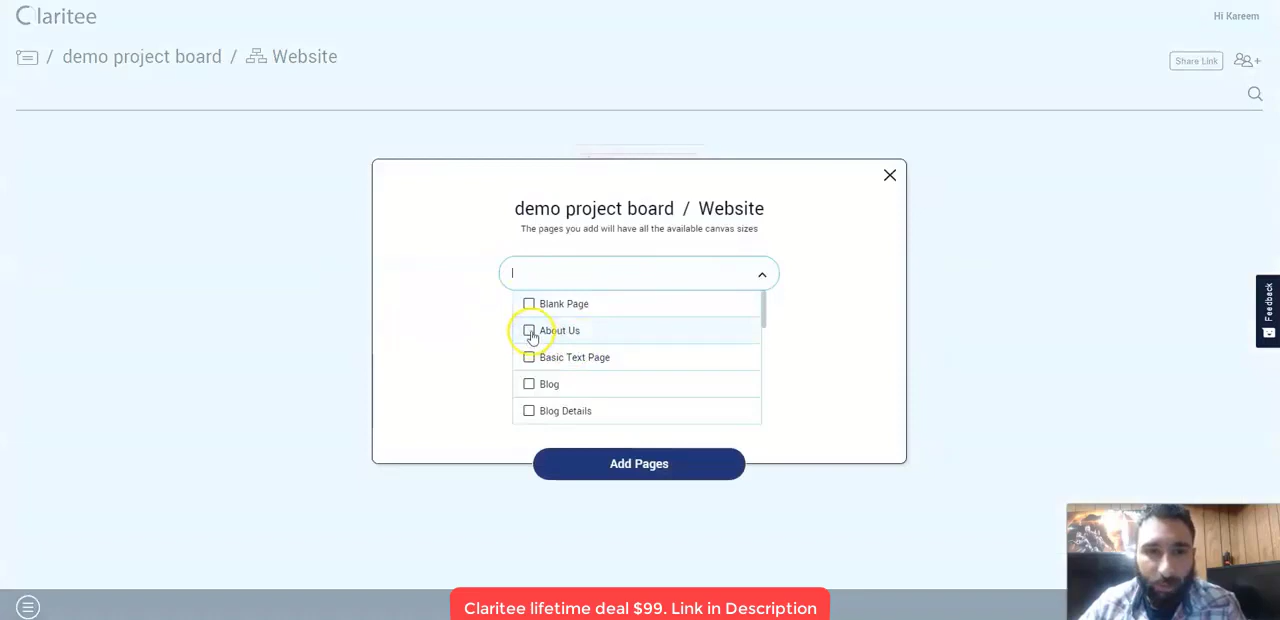 Claritee
Hi Kareem
/ demo project board / Website
Share Link
demo project board / Website
The pages you add will have all the available canvas sizes
Blank Page
About Us
Basic Text Page
Blog
Blog Details
Add Pages
Feedback
Claritee lifetime deal $99. Link in Description